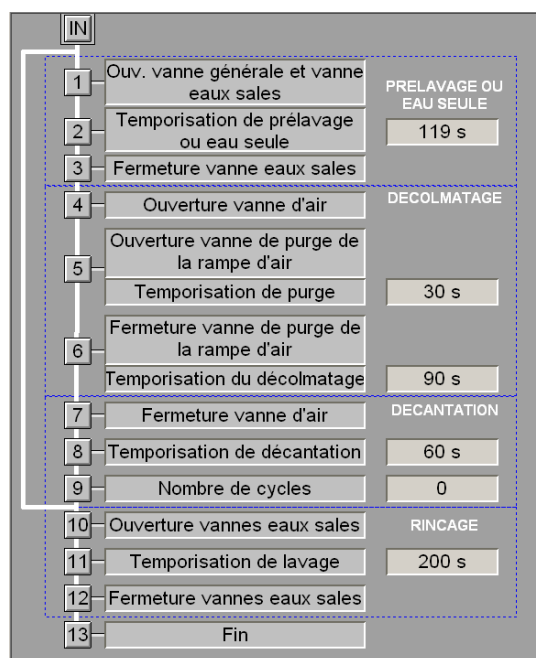 IN
1
Ouv. vanne générale et vanne
eaux sales
PRELAVAGE OU
EAU SEULE
2
Temporisation de prélavage
ou eau seule
119 s
3
Fermeture vanne eaux sales
4
Ouverture vanne d'air
DECOLMATAGE
5
Ouverture vanne de purge de
la rampe d'air
Temporisation de purge
30 s
6
Fermeture vanne de purge de
la rampe d'air
Temporisation du décolmatage
90 s
7
Fermeture vanne d'air
DECANTATION
8
Temporisation de décantation
60 s
9
Nombre de cycles
0
10
Ouverture vannes eaux sales
RINCAGE
11
Temporisation de lavage
200 s
12
Fermeture vannes eaux sales
13
Fin